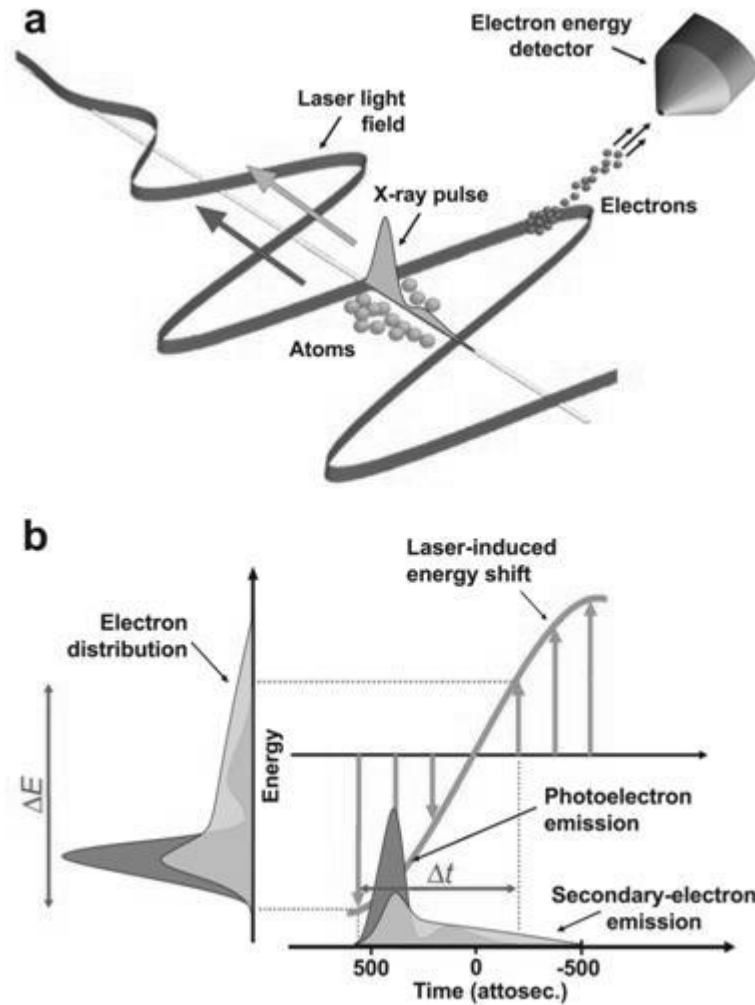 a
Electron energy
detector
Laser light
field
X-ray pulse
Electrons
Atoms
b
Laser-induced
energy shift
Electron
distribution
Energy
ΔE
Photoelectron
emission
Δt
Secondary-electron
emission
500 0 -500
Time (attosec.)